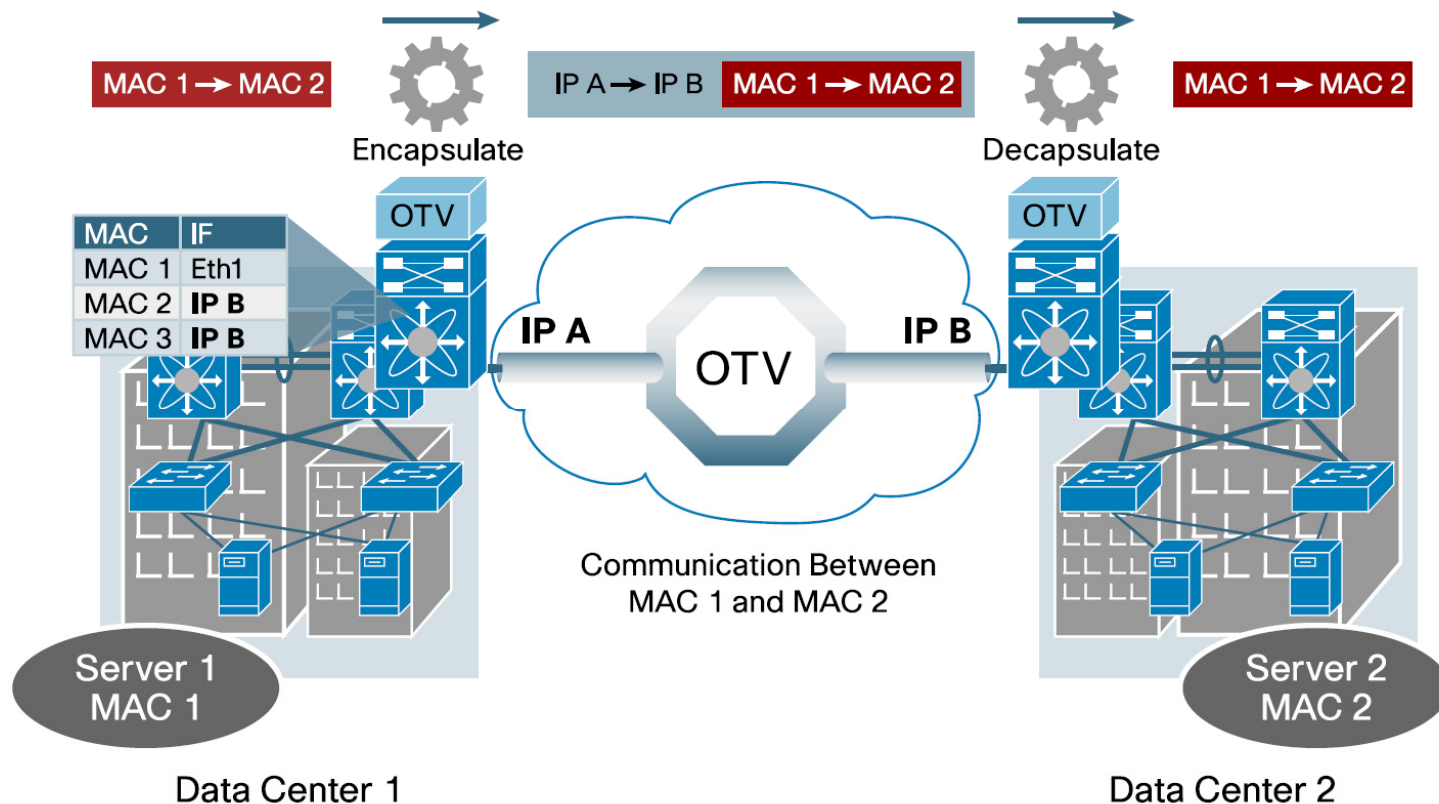 MAC 1 → MAC 2
IP A → IP B MAC 1 → MAC 2
MAC 1 → MAC 2
Encapsulate
Decapsulate
OTV
OTV
MAC IF
MAC 1 Eth1
MAC 2 IP B
MAC 3 IP B
IP A
OTV
IP B
Communication Between
MAC 1 and MAC 2
Server 1
MAC 1
Server 2
MAC 2
Data Center 1
Data Center 2